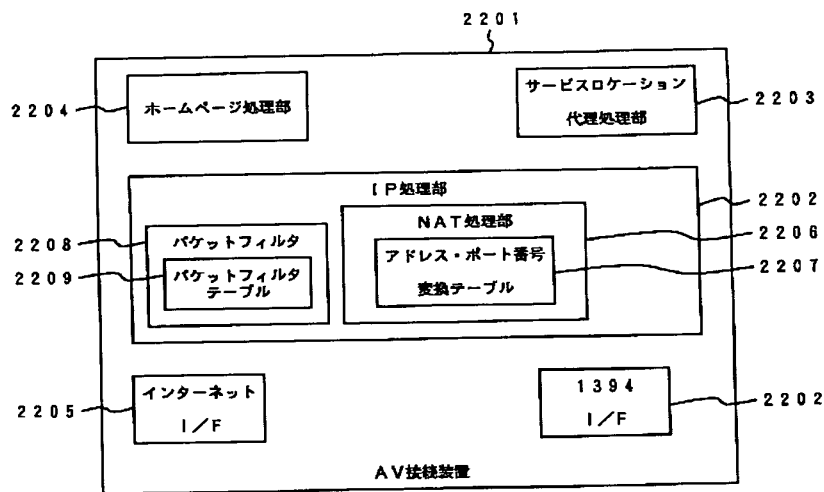 2201
2204
ホームページ処理部
サービスロケーション
代理処理部
2203
IP処理部
2202
NAT処理部
2206
2208
パケットフィルタ
アドレス・ポート番号
変換テーブル
2207
2209
パケットフィルタ
テーブル
2205
インターネット
I/F
1394
I/F
2202
AV接続装置